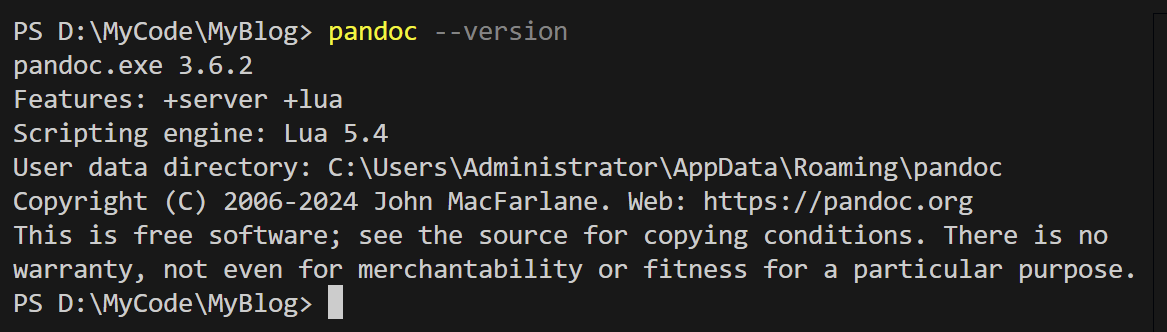 PS D:\MyCode\MyBlog> pandoc --version
pandoc.exe 3.6.2
Features: +server +lua
Scripting engine: Lua 5.4
User data directory: C:\Users\Administrator\AppData\Roaming\pandoc
Copyright (C) 2006-2024 John MacFarlane. Web: https://pandoc.org
This is free software; see the source for copying conditions. There is no
warranty, not even for merchantability or fitness for a particular purpose.
PS D:\MyCode\MyBlog>